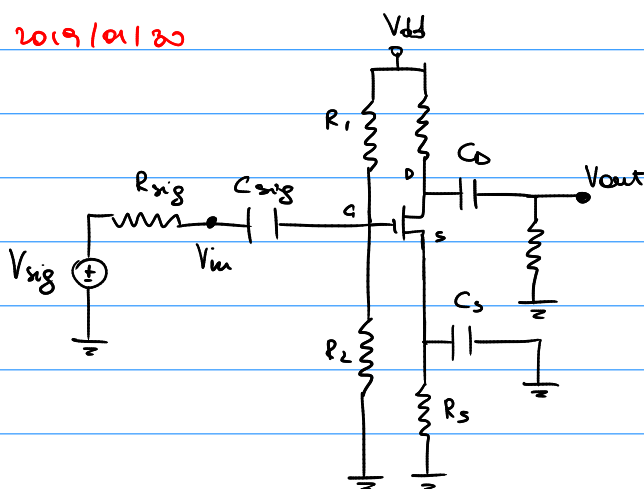 2019/01/30
Vdd
R1
D
CD
Vout
Rsig
Csig
G
S
Vsig
±
Vin
CS
R2
RS